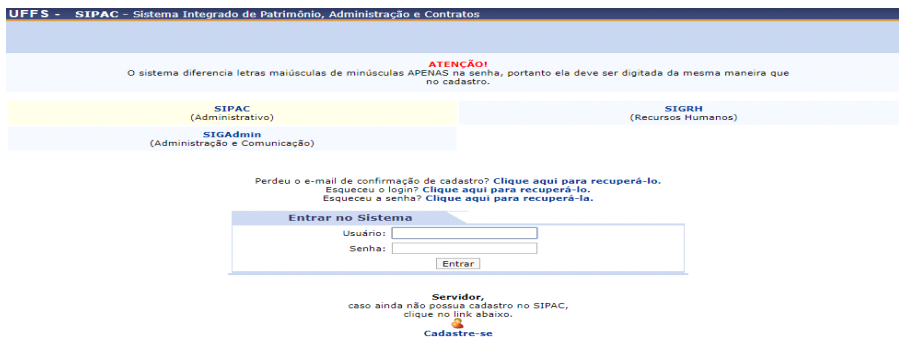 UFFS - SIPAC - Sistema Integrado de Patrimônio, Administração e Contratos
ATENÇÃO!
O sistema diferencia letras maiúsculas de minúsculas APENAS na senha, portanto ela deve ser digitada da mesma maneira que
no cadastro.
SIPAC
(Administrativo)
SIGRH
(Recursos Humanos)
SIGAdmin
(Administração e Comunicação)
Perdeu o e-mail de confirmação de cadastro? Clique aqui para recuperá-lo.
Esqueceu o login? Clique aqui para recuperá-lo.
Esqueceu a senha? Clique aqui para recuperá-la.
Entrar no Sistema
Usuário:
Senha:
Entrar
Servidor,
caso ainda não possua cadastro no SIPAC,
clique no link abaixo.
Cadastre-se